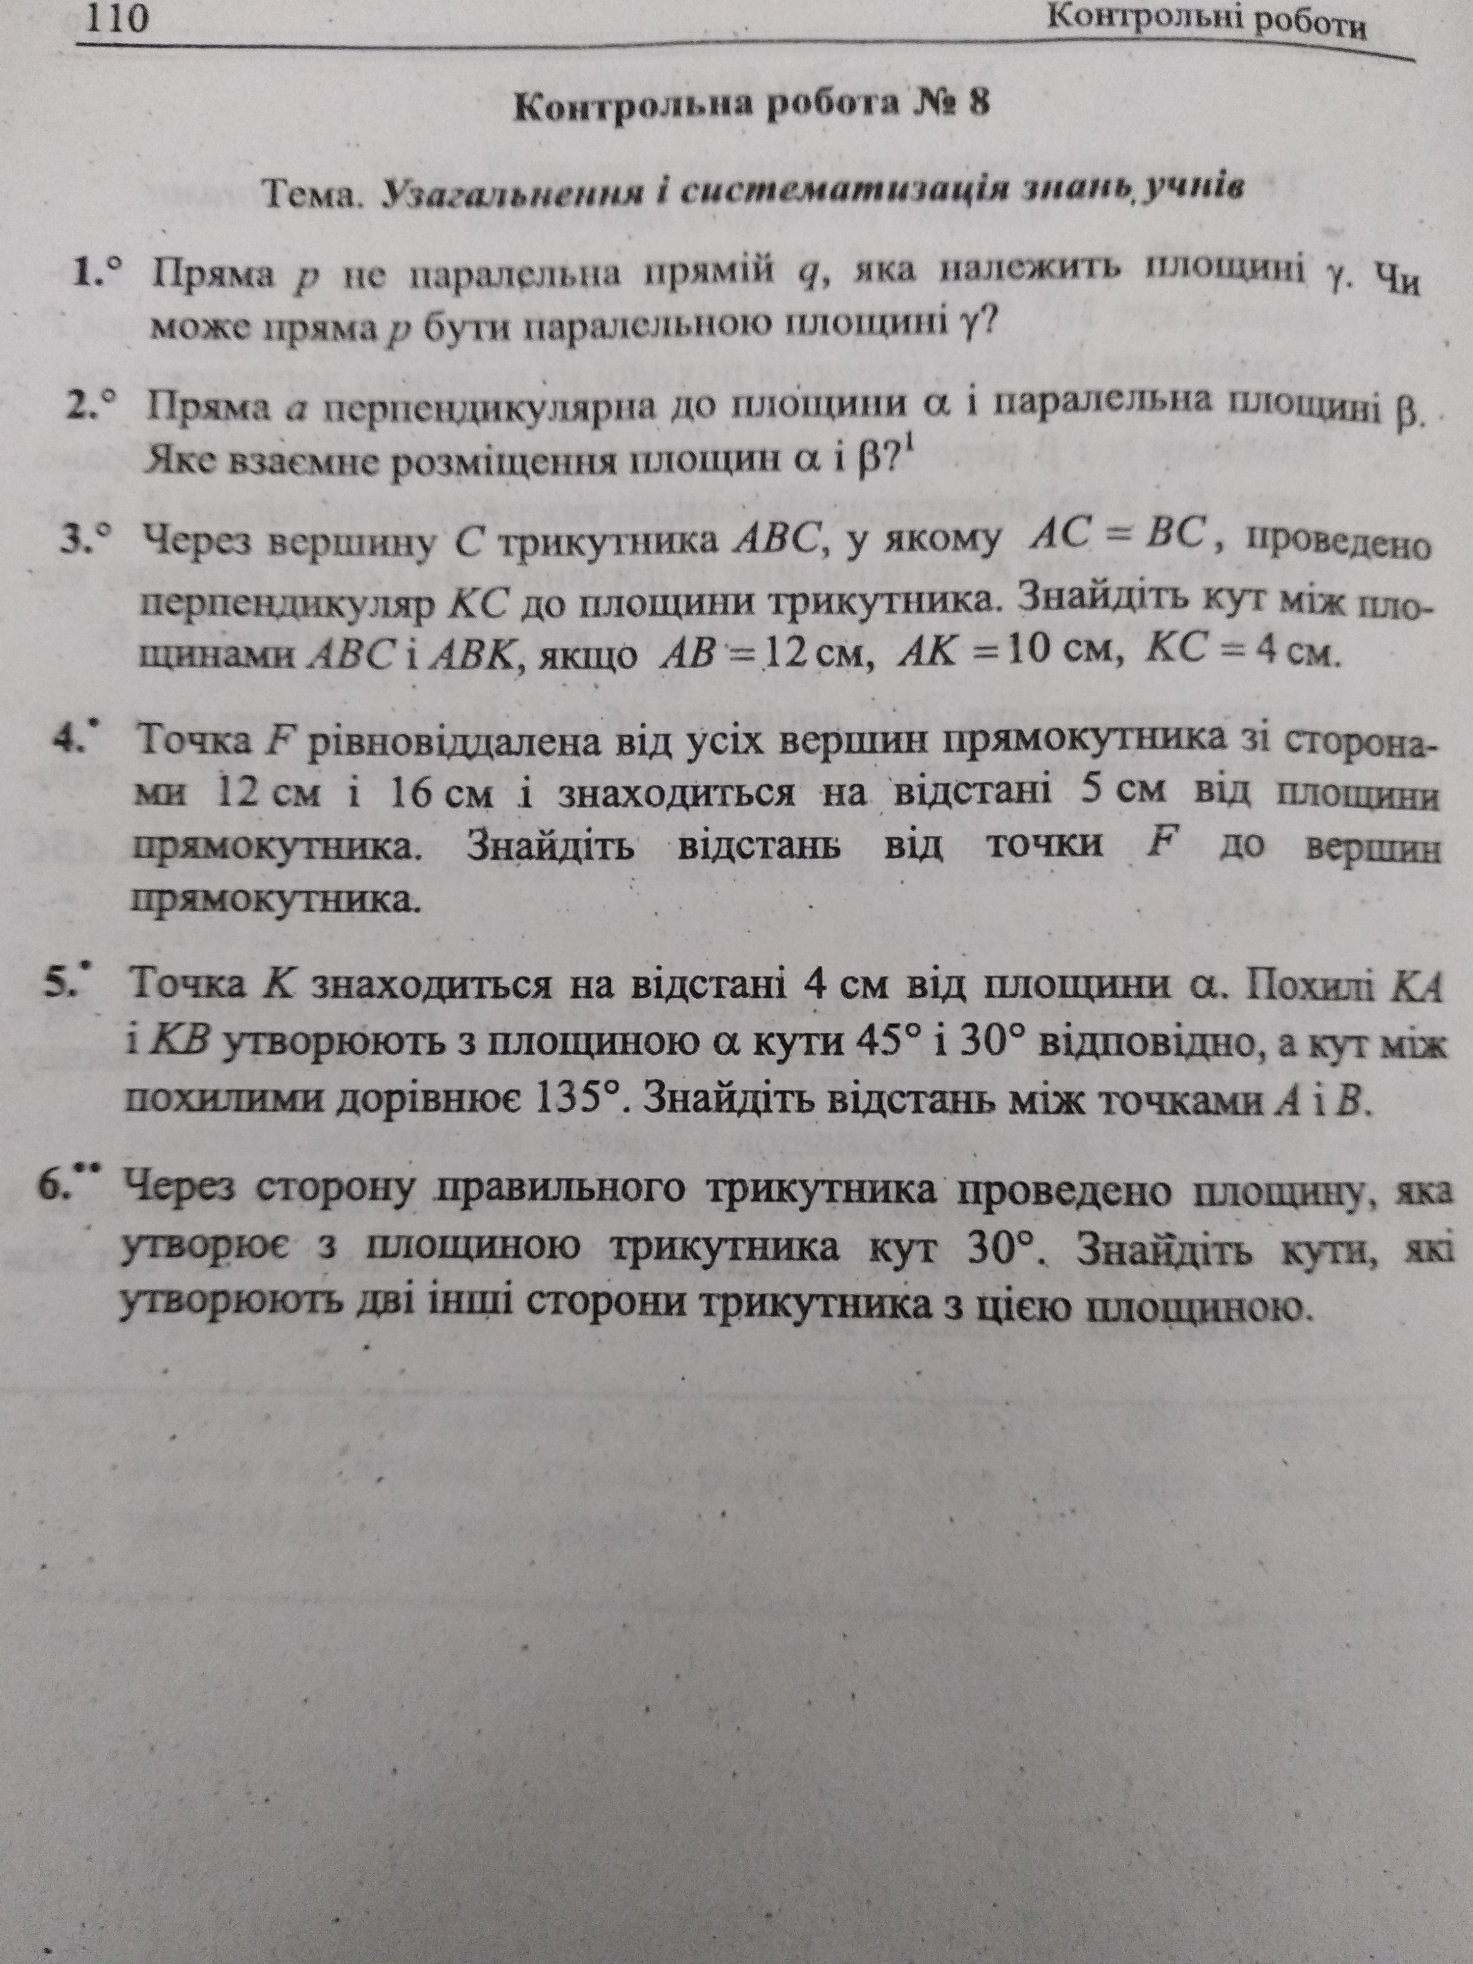 110
Контрольні роботи
Контрольна робота № 8
Тема. Узагальнення і систематизація знань учнів
1.° Пряма p не паралельна прямій q, яка належить площині γ. Чи
може пряма p бути паралельною площині γ?
2.° Пряма a перпендикулярна до площини α і паралельна площині β.
Яке взаємне розміщення площин α і β?¹
3.° Через вершину C трикутника ABC, у якому AC = BC, проведено
перпендикуляр KC до площини трикутника. Знайдіть кут між пло-
щинами ABC і ABK, якщо AB = 12 см, AK = 10 см, KC = 4 см.
4.• Точка F рівновіддалена від усіх вершин прямокутника зі сторона-
ми 12 см і 16 см і знаходиться на відстані 5 см від площини
прямокутника. Знайдіть відстань від точки F до вершин
прямокутника.
5.• Точка K знаходиться на відстані 4 см від площини α. Похилі KA
і KB утворюють з площиною α кути 45° і 30° відповідно, а кут між
похилими дорівнює 135°. Знайдіть відстань між точками A і B.
6.•• Через сторону правильного трикутника проведено площину, яка
утворює з площиною трикутника кут 30°. Знайдіть кути, які
утворюють дві інші сторони трикутника з цією площиною.